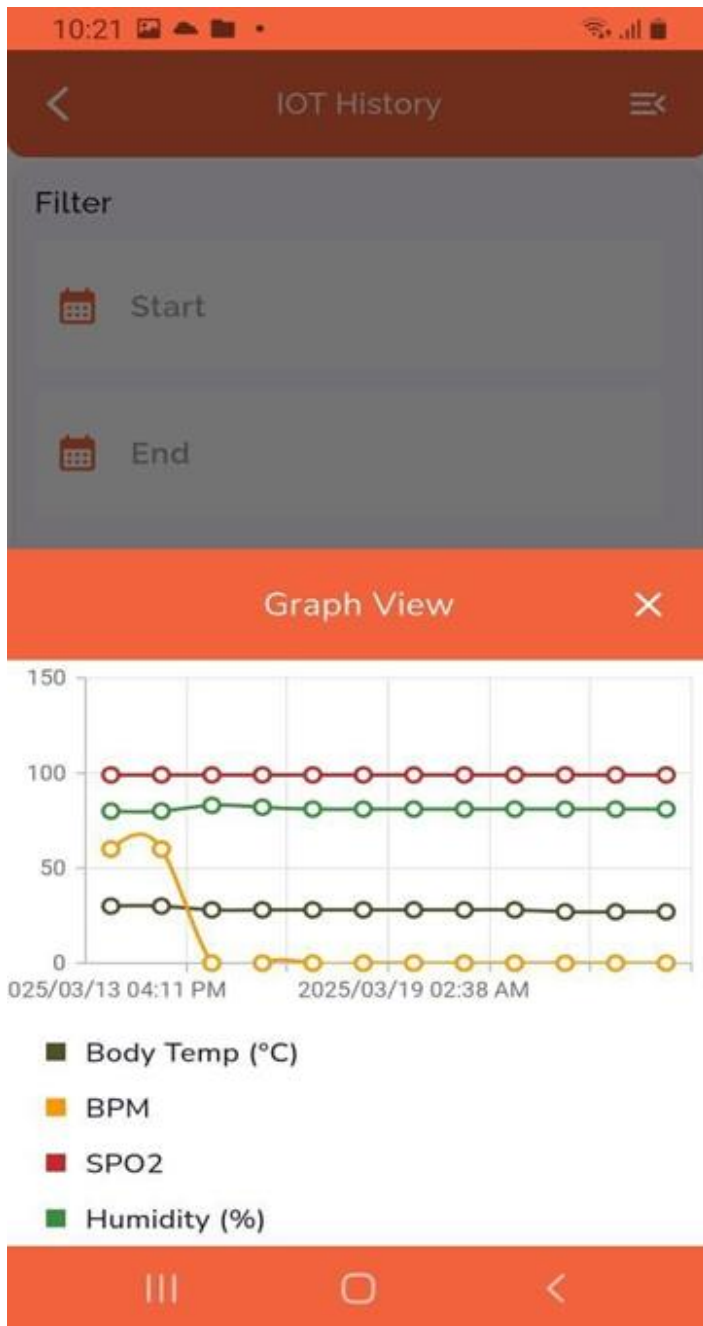 10:21
IOT History
Filter
Start
End
Graph View
150
100
50
0
025/03/13 04:11 PM 2025/03/19 02:38 AM
Body Temp (°C)
BPM
SPO2
Humidity (%)